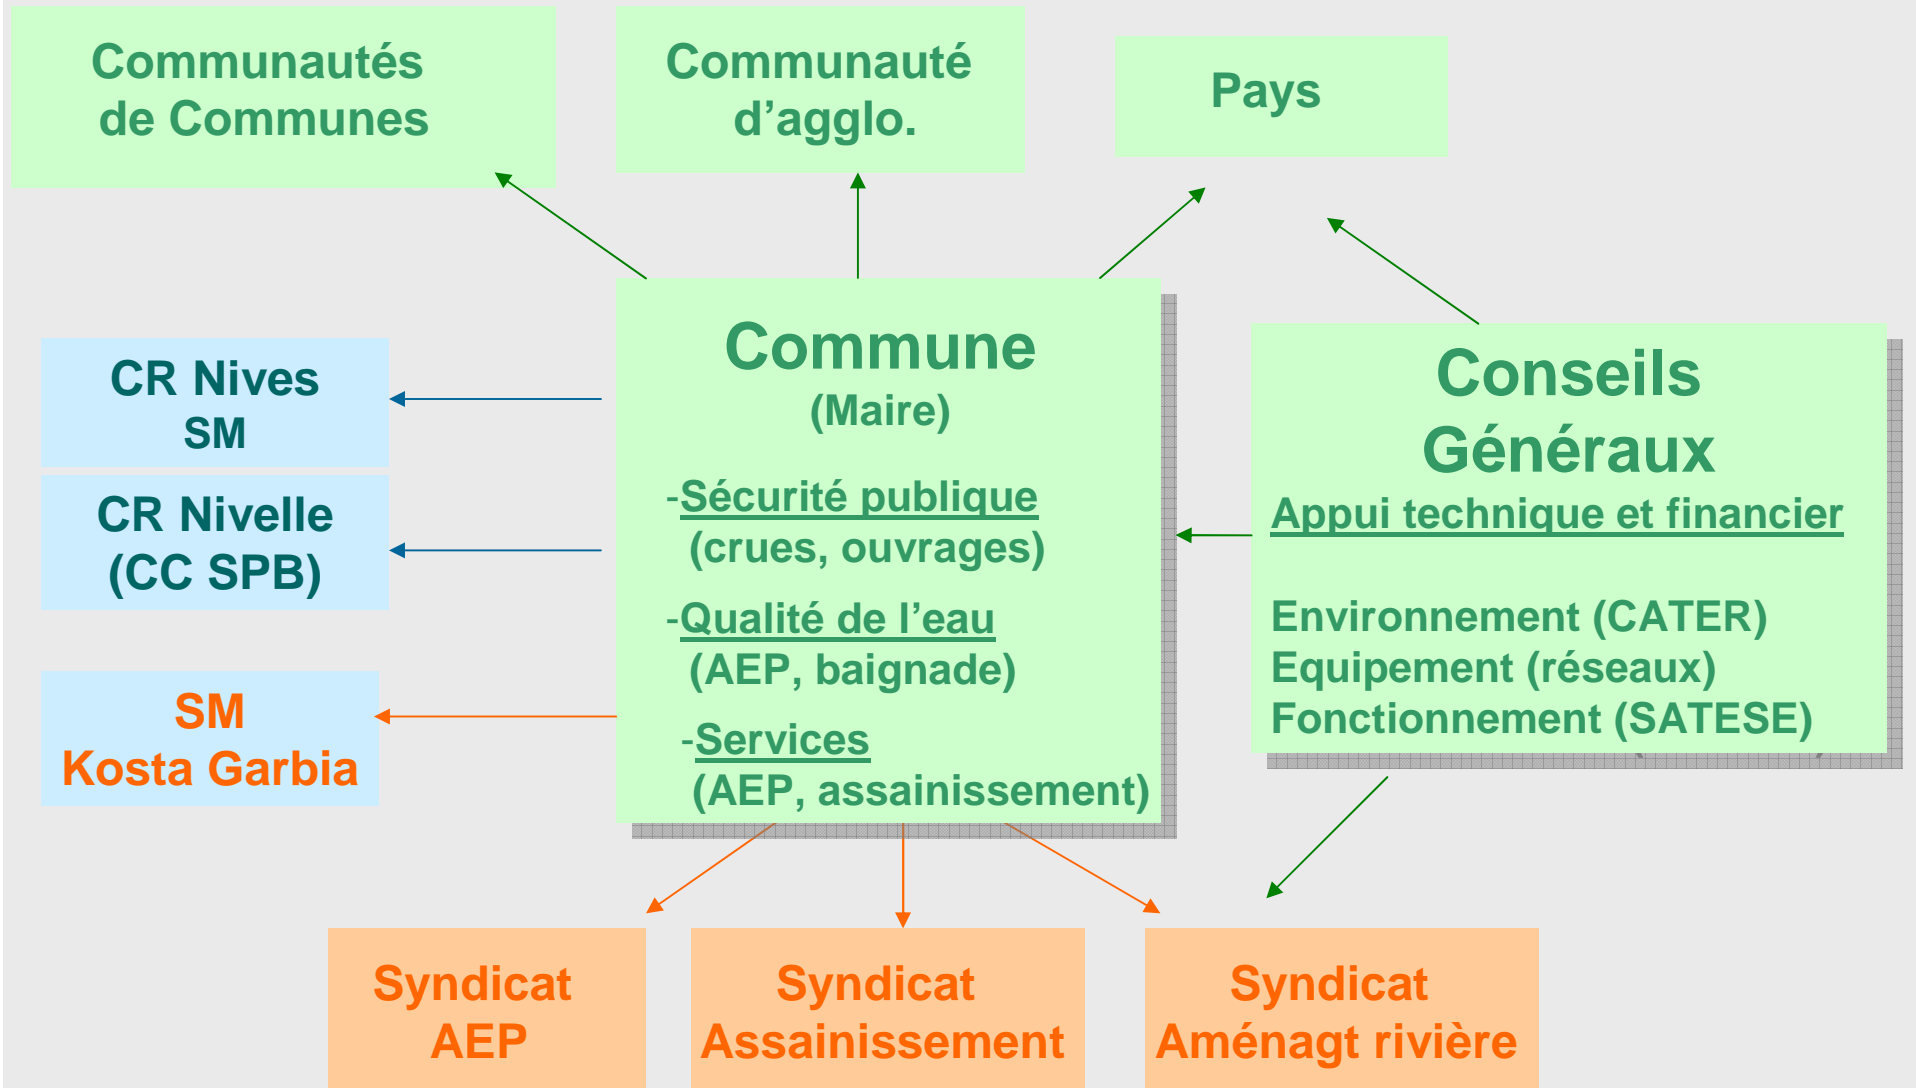 Communautés
de Communes
Communauté
d’agglo.
Pays
CR Nives
SM
CR Nivelle
(CC SPB)
SM
Kosta Garbia
Commune
(Maire)
-Sécurité publique
(crues, ouvrages)
-Qualité de l’eau
(AEP, baignade)
-Services
(AEP, assainissement)
Conseils
Généraux
Appui technique et financier
Environnement (CATER)
Equipement (réseaux)
Fonctionnement (SATESE)
Syndicat
AEP
Syndicat
Assainissement
Syndicat
Aménagt rivière